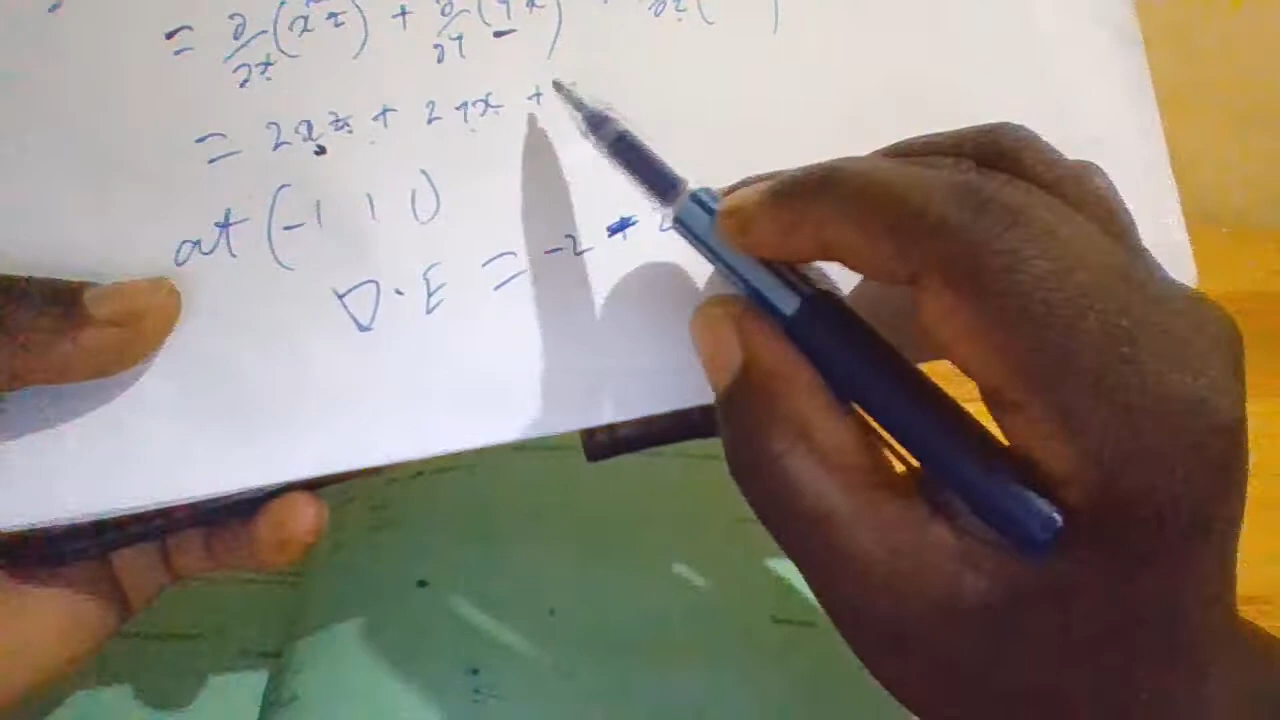 = ∂/∂x (x²z) + ∂/∂y (y²x) ∂/∂z (
= 2xz + 2yx +
at (-1 1 1)
∇·E = -2 +